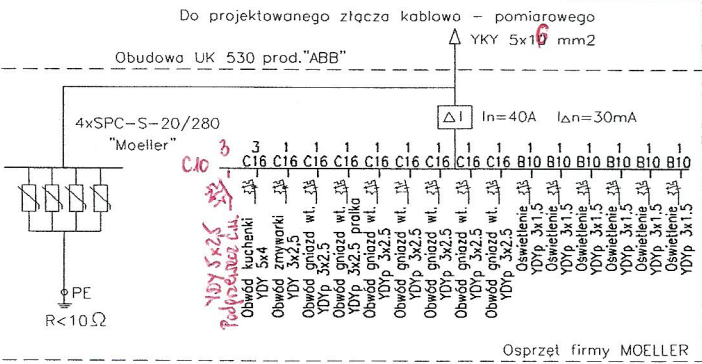 Do projektowanego złącza kablowo - pomiarowego
YKY 5x16 mm2
Obudowa UK 530 prod."ABB"
ΔI In=40A IΔn=30mA
4xSPC-S-20/280
"Moeller"
3 3 1 1 1 1 1 1 1 1 1 1 1 1 1 1
C10 C16 C16 C16 C16 C16 C16 C16 C16 C16 B10 B10 B10 B10 B10 B10
YDY 5x2,5
Obwód kuchenki
YDY 5x4
Obwód zmywarki
YDY 3x2,5
Obwód gniazd wt.
YDYp 3x2.5
Obwód gniazd wt.
YDYp 3x2.5 pralka
Obwód gniazd wt.
YDYp 3x2.5
Obwód gniazd wt.
YDYp 3x2.5
Obwód gniazd wt.
YDYp 3x2.5
Obwód gniazd wt.
YDYp 3x2.5
Obwód gniazd wt.
YDYp 3x2.5
Oświetlenie
YDYp 3x1.5
Oświetlenie
YDYp 3x1.5
Oświetlenie
YDYp 3x1.5
Oświetlenie
YDYp 3x1.5
Oświetlenie
YDYp 3x1.5
Oświetlenie
YDYp 3x1.5
PE
R<10Ω
Osprzęt firmy MOELLER